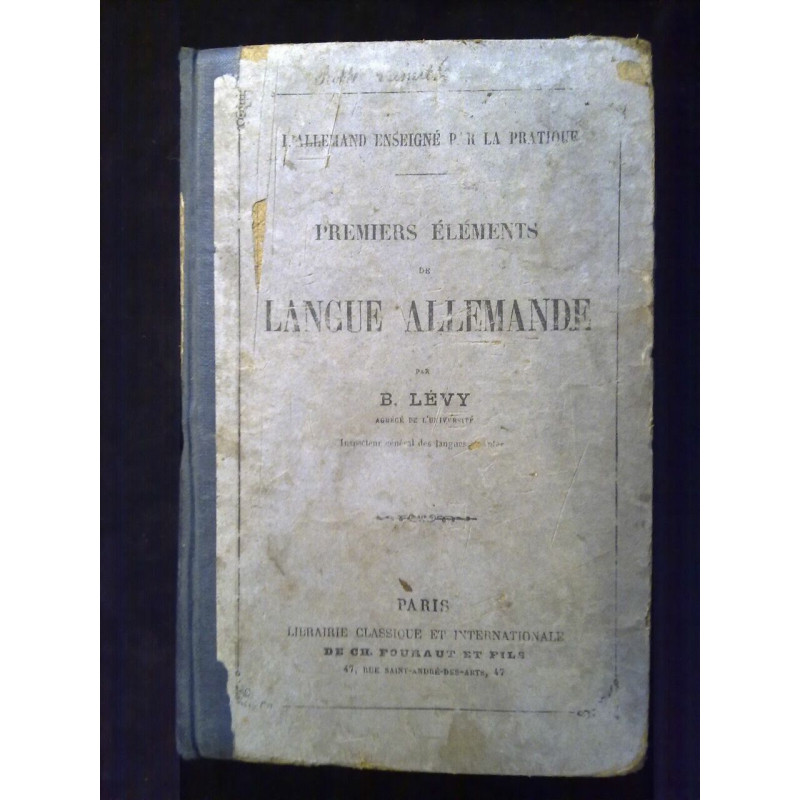 L'ALLEMAND ENSEIGNÉ PAR LA PRATIQUE
PREMIERS ÉLÉMENTS
DE
LANGUE ALLEMANDE
PAR
B. LÉVY
AGRÉGÉ DE L'UNIVERSITÉ
Inspecteur général des langues vivantes
PARIS
LIBRAIRIE CLASSIQUE ET INTERNATIONALE
DE CH. FOURAUT ET FILS
47, RUE SAINT-ANDRÉ-DES-ARTS, 47